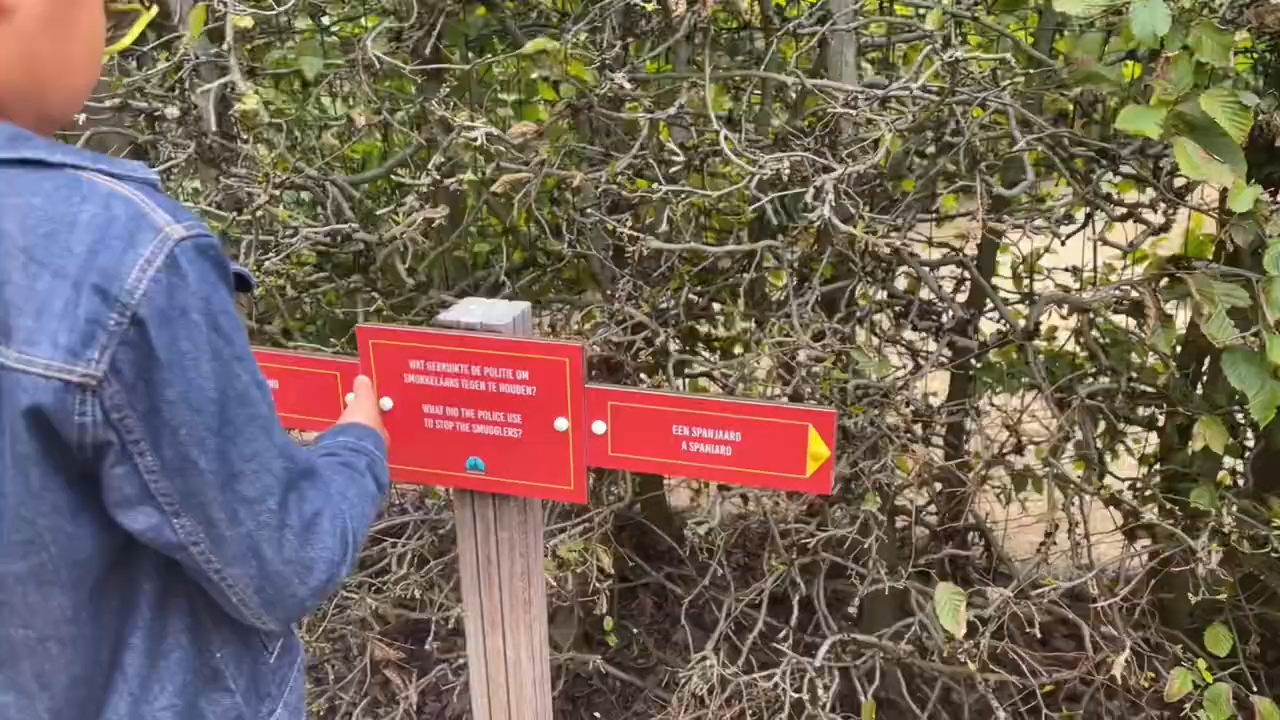 WAT GEBRUIKTE DE POLITIE OM
SMOKKELAARS TEGEN TE HOUDEN?
WHAT DID THE POLICE USE
TO STOP THE SMUGGLERS?
EEN SPANJAARD
A SPANIARD